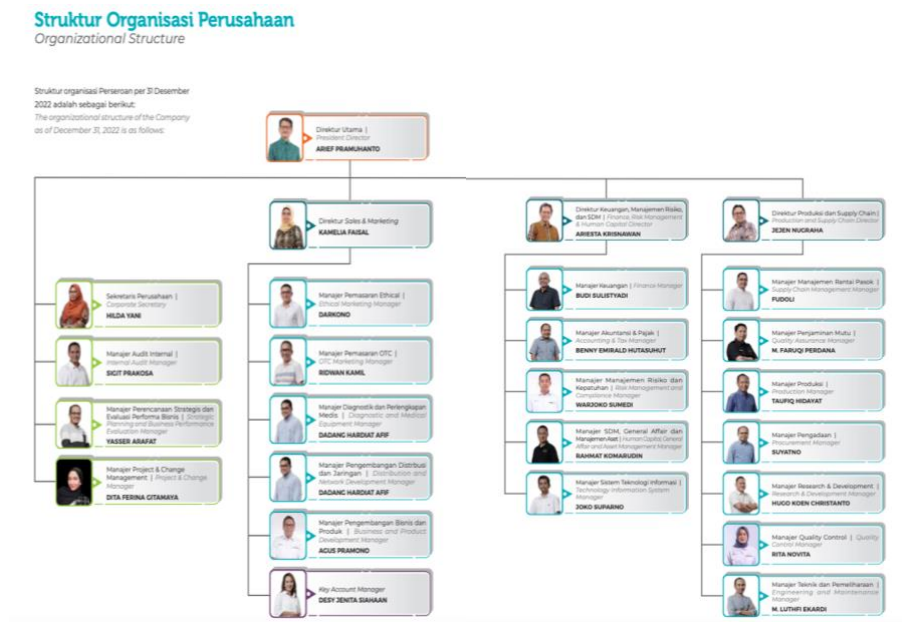 Struktur Organisasi Perusahaan
Organizational Structure
Struktur organisasi Perseroan per 31 Desember
2022 adalah sebagai berikut:
The organizational structure of the Company
as of December 31, 2022 is as follows:
Direktur Utama |
President Director
ARIEF PRAMUHANTO
Direktur Sales & Marketing
KAMELIA FAISAL
Direktur Keuangan, Manajemen Risiko,
dan SDM | Finance, Risk Management
& Human Capital Director
ARIESTA KRISNAWAN
Direktur Produksi dan Supply Chain |
Production and Supply Chain Director
JEJEN NUGRAHA
Sekretaris Perusahaan |
Corporate Secretary
HILDA YANI
Manajer Audit Internal |
Internal Audit Manager
SIGIT PRAKOSA
Manajer Perencanaan Strategis dan
Evaluasi Performa Bisnis | Strategic
Planning and Business Performance
Evaluation Manager
YASSER ARAFAT
Manajer Project & Change
Management | Project & Change
Manager
DITA FERINA GITAMAYA
Manajer Pemasaran Ethical |
Ethical Marketing Manager
DARKONO
Manajer Pemasaran OTC |
OTC Marketing Manager
RIDWAN KAMIL
Manajer Diagnostik dan Perlengkapan
Medis | Diagnostic and Medical
Equipment Manager
DADANG HARDIAT AFIF
Manajer Pengembangan Distribusi
dan Jaringan | Distribution and
Network Development Manager
DADANG HARDIAT AFIF
Manajer Pengembangan Bisnis dan
Produk | Business and Product
Development Manager
AGUS PRAMONO
Key Account Manager
DESY JENITA SIAHAAN
Manajer Keuangan | Finance Manager
BUDI SULISTYADI
Manajer Akuntansi & Pajak |
Accounting & Tax Manager
BENNY EMIRALD HUTASUHUT
Manajer Manajemen Risiko dan
Kepatuhan | Risk Management and
Compliance Manager
WARJOKO SUMEDI
Manajer SDM, General Affair dan
Manajemen Aset | Human Capital, General
Affair and Asset Management Manager
RAHMAT KOMARUDIN
Manajer Sistem Teknologi Informasi |
Technology Information System
Manager
JOKO SUPARNO
Manajer Manajemen Rantai Pasok |
Supply Chain Management Manager
FUDOLI
Manajer Penjaminan Mutu |
Quality Assurance Manager
M. FARUQI PERDANA
Manajer Produksi |
Production Manager
TAUFIQ HIDAYAT
Manajer Pengadaan |
Procurement Manager
SUYATNO
Manajer Research & Development |
Research & Development Manager
HUGO KOEN CHRISTANTO
Manajer Quality Control | Quality
Control Manager
RITA NOVITA
Manajer Teknik dan Pemeliharaan |
Engineering and Maintenance
Manager
M. LUTHFI EKARDI